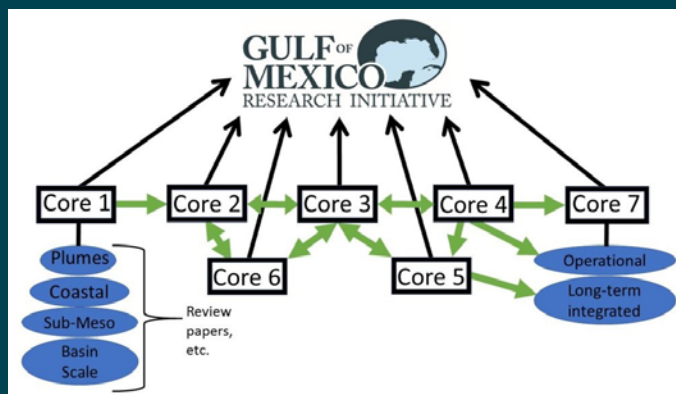 GULF OF
MEXICO
RESEARCH INITIATIVE
Core 1
Core 2
Core 3
Core 4
Core 7
Core 6
Core 5
Plumes
Coastal
Sub-Meso
Basin
Scale
Review
papers,
etc.
Operational
Long-term
integrated